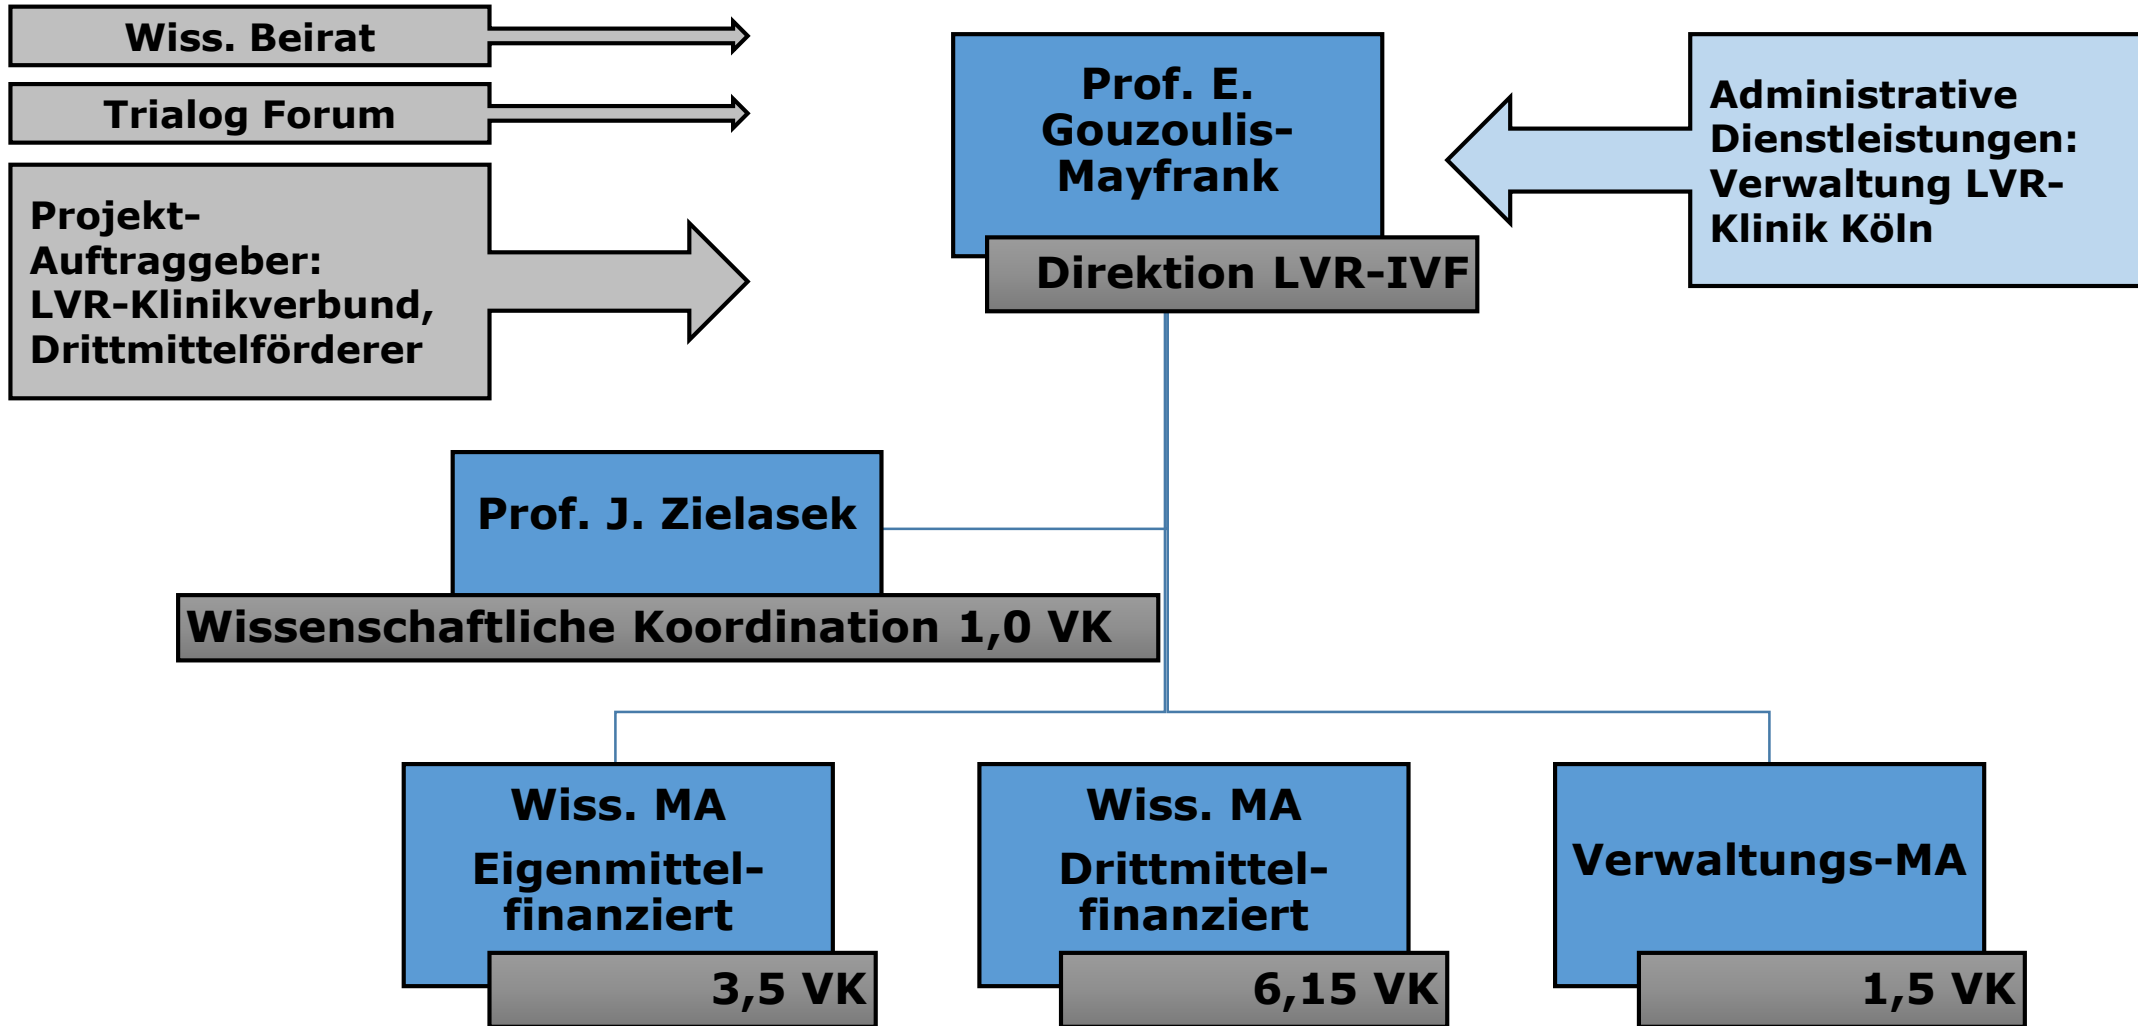 Wiss. Beirat
Trialog Forum
Projekt-
Auftraggeber:
LVR-Klinikverbund,
Drittmittelförderer
Prof. E.
Gouzoulis-
Mayfrank
Direktion LVR-IVF
Administrative
Dienstleistungen:
Verwaltung LVR-
Klinik Köln
Prof. J. Zielasek
Wissenschaftliche Koordination 1,0 VK
Wiss. MA
Eigenmittel-
finanziert
3,5 VK
Wiss. MA
Drittmittel-
finanziert
6,15 VK
Verwaltungs-MA
1,5 VK